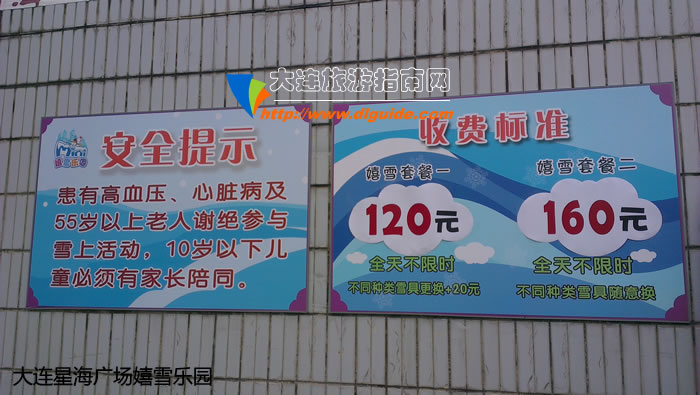 大连旅游指南网
http://www.dlguide.com
Mini
安全提示
患有高血压、心脏病及
55岁以上老人谢绝参与
雪上活动，10岁以下儿
童必须有家长陪同。
收费标准
嬉雪套餐一
120元
全天不限时
不同种类雪具更换+20元
嬉雪套餐二
160元
全天不限时
不同种类雪具随意换
大连星海广场嬉雪乐园